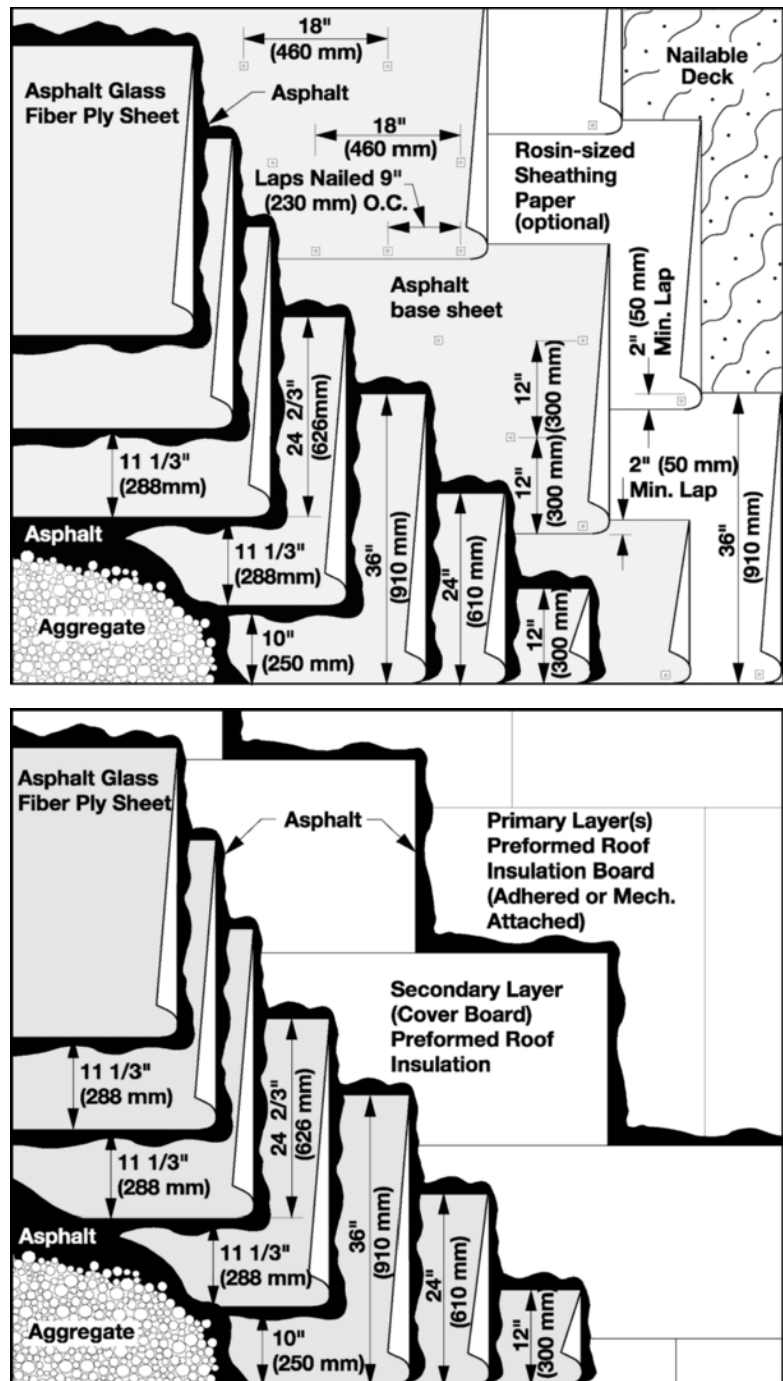 18"
(460 mm)
Nailable
Deck
Asphalt Glass
Fiber Ply Sheet
Asphalt
18"
(460 mm)
Rosin-sized
Sheathing
Paper
(optional)
Laps Nailed 9"
(230 mm) O.C.
Asphalt
base sheet
2" (50 mm)
Min. Lap
24 2/3"
(626mm)
12"
(300 mm)
11 1/3"
(288mm)
12"
(300 mm)
2" (50 mm)
Min. Lap
Asphalt
11 1/3"
(288mm)
36"
(910 mm)
24"
(610 mm)
36"
(910 mm)
Aggregate
10"
(250 mm)
12"
(300 mm)
Asphalt Glass
Fiber Ply Sheet
Asphalt
Primary Layer(s)
Preformed Roof
Insulation Board
(Adhered or Mech.
Attached)
Secondary Layer
(Cover Board)
Preformed Roof
Insulation
11 1/3"
(288 mm)
24 2/3"
(626 mm)
11 1/3"
(288 mm)
36"
(910 mm)
Asphalt
11 1/3"
(288 mm)
24"
(610 mm)
Aggregate
10"
(250 mm)
12"
(300 mm)